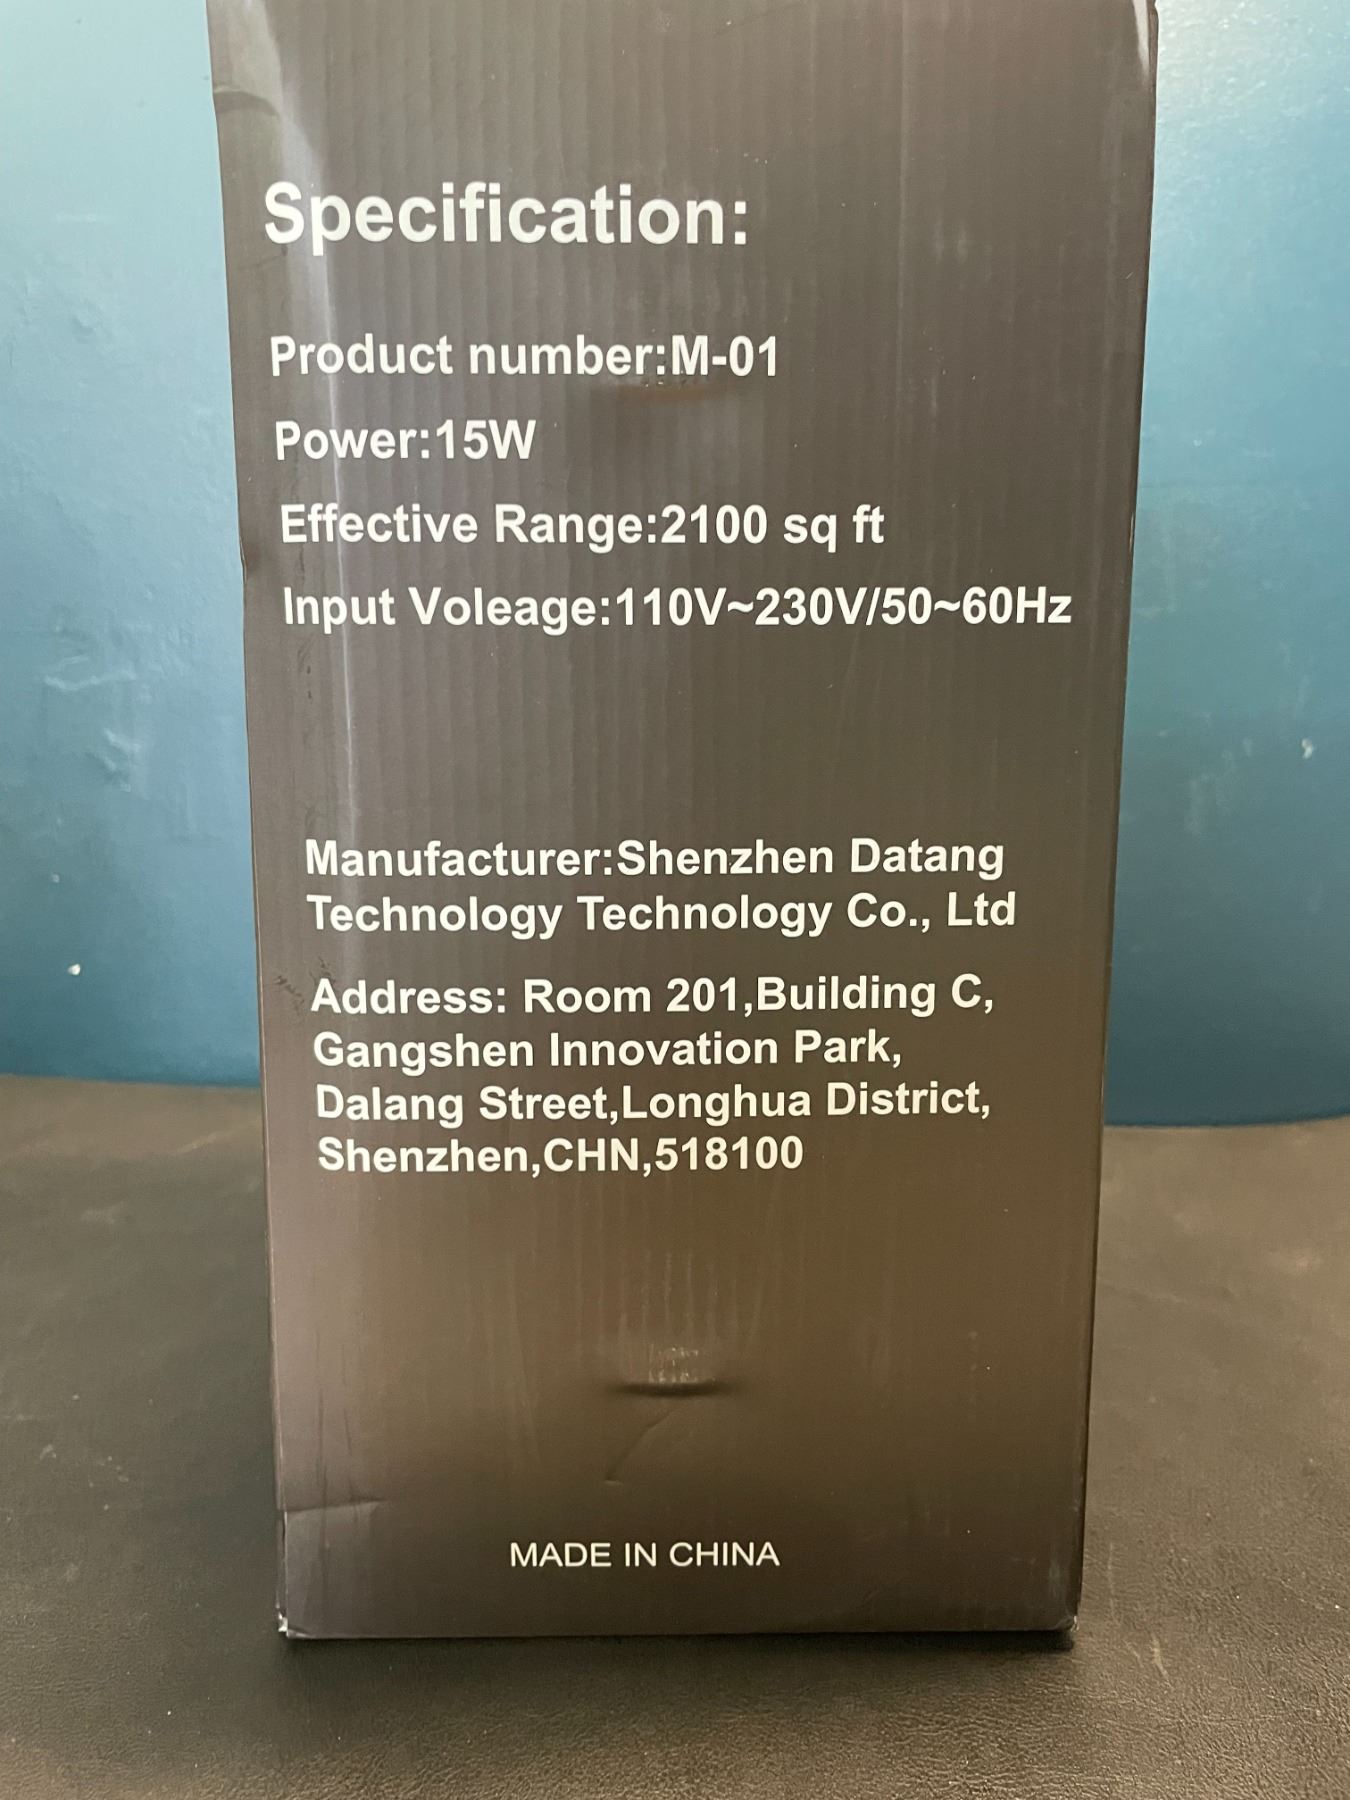 Specification:
Product number:M-01
Power:15W
Effective Range:2100 sq ft
Input Voleage:110V~230V/50~60Hz
Manufacturer:Shenzhen Datang
Technology Technology Co., Ltd
Address: Room 201,Building C,
Gangshen Innovation Park,
Dalang Street,Longhua District,
Shenzhen,CHN,518100
MADE IN CHINA